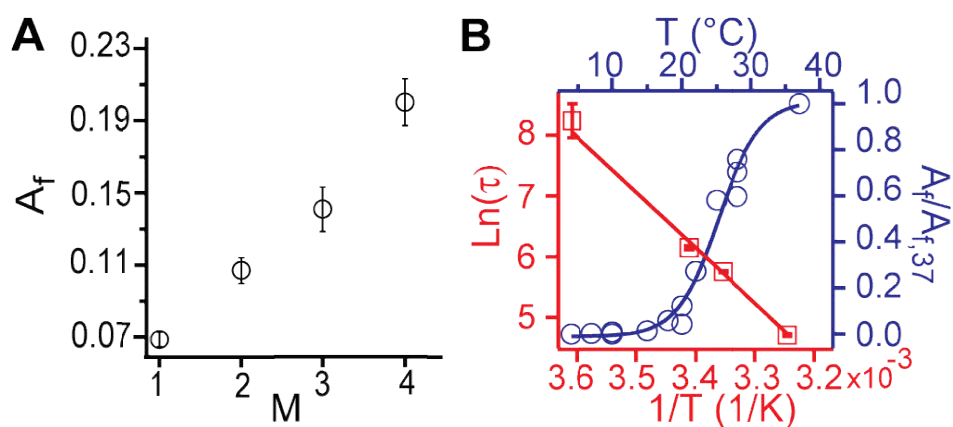 A
0.23
0.19
0.15
0.11
0.07
A_f
1 2 3 4
M
B
T (°C)
10 20 30 40
8
7
6
5
Ln(τ)
1.0
0.8
0.6
0.4
0.2
0.0
A_f/A_f,37
3.6 3.5 3.4 3.3 3.2x10^-3
1/T (1/K)